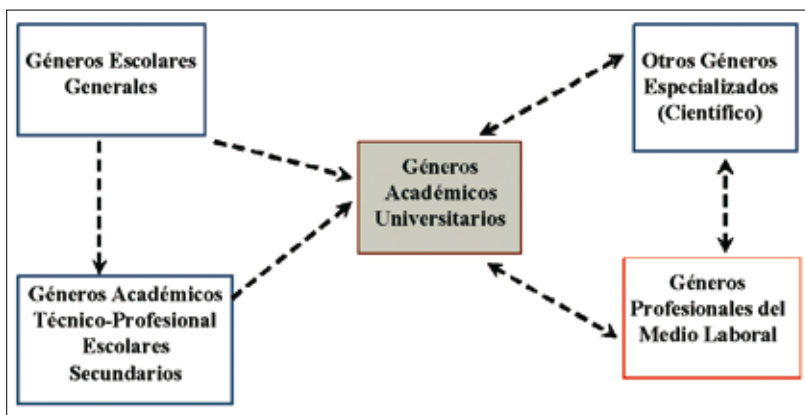 Géneros Escolares
Generales
Otros Géneros
Especializados
(Científico)
Géneros
Académicos
Universitarios
Géneros Académicos
Técnico-Profesional
Escolares
Secundarios
Géneros
Profesionales del
Medio Laboral